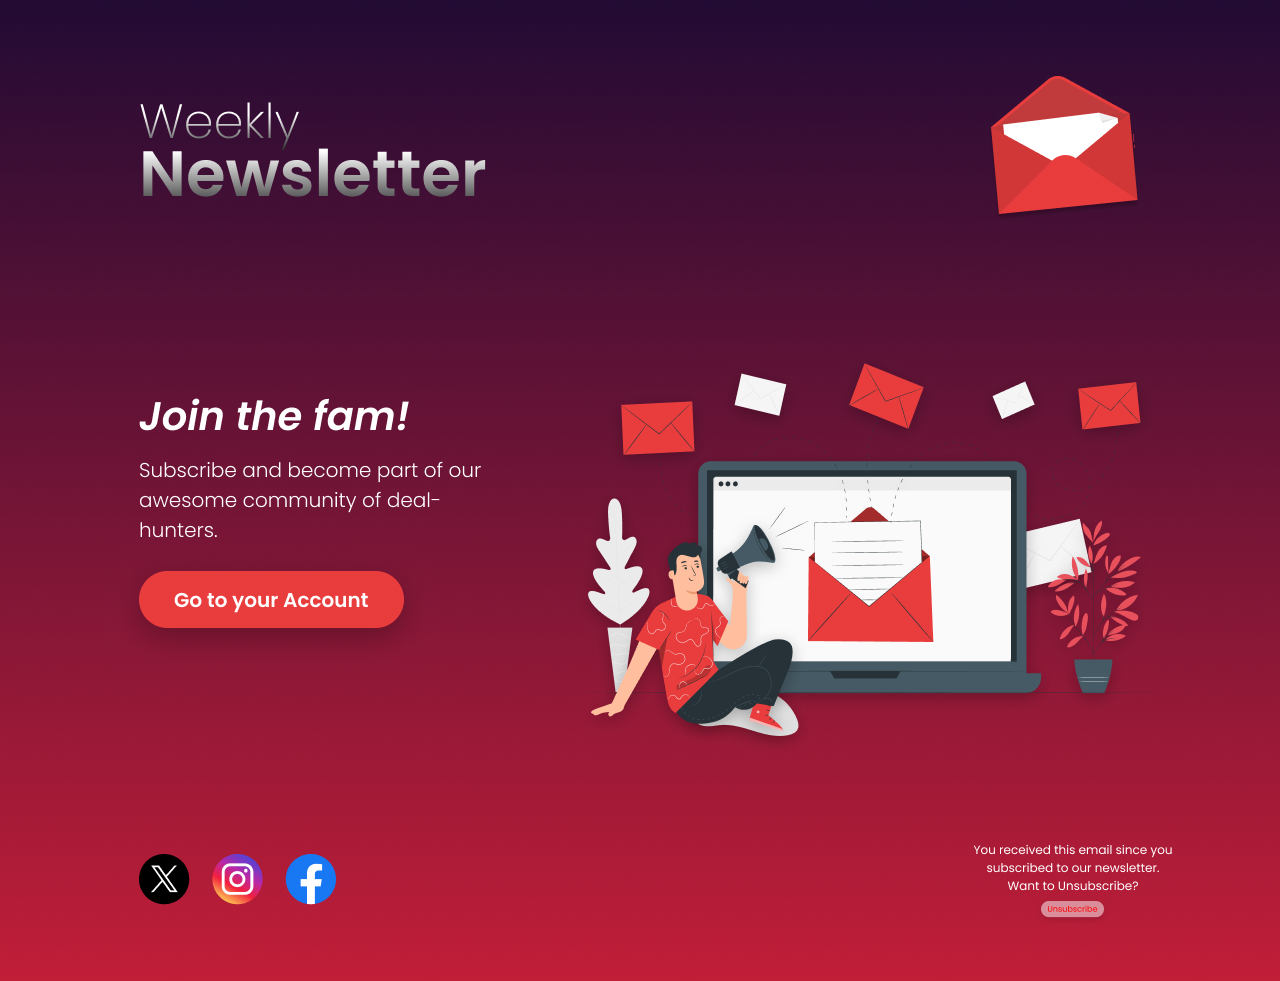 Weekly
Newsletter
Join the fam!
Subscribe and become part of our
awesome community of deal-
hunters.
Go to your Account
You received this email since you
subscribed to our newsletter.
Want to Unsubscribe?
Unsubscribe